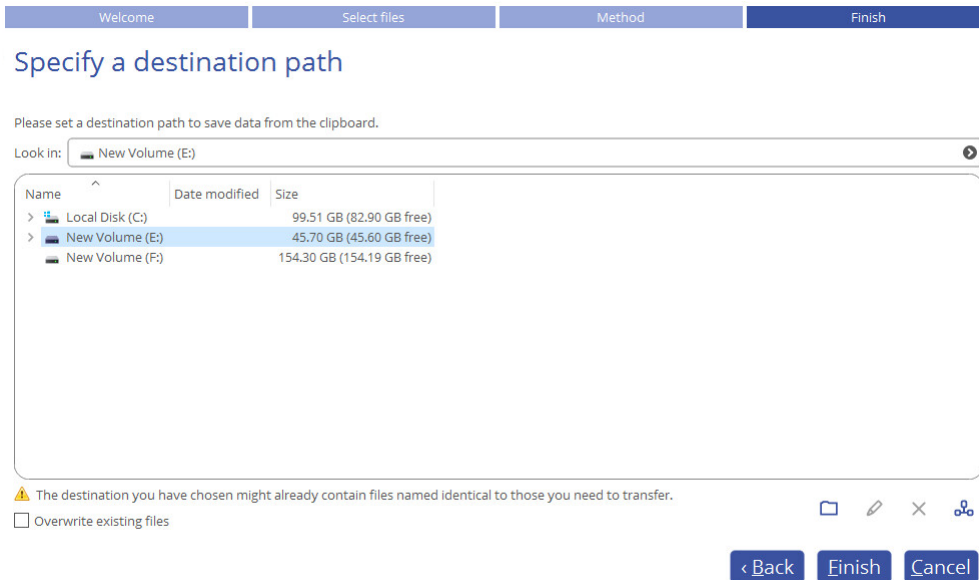 Welcome Select files Method Finish
Specify a destination path
Please set a destination path to save data from the clipboard.
Look in: New Volume (E:)
Name Date modified Size
Local Disk (C:) 99.51 GB (82.90 GB free)
New Volume (E:) 45.70 GB (45.60 GB free)
New Volume (F:) 154.30 GB (154.19 GB free)
The destination you have chosen might already contain files named identical to those you need to transfer.
Overwrite existing files
‹ Back Finish Cancel